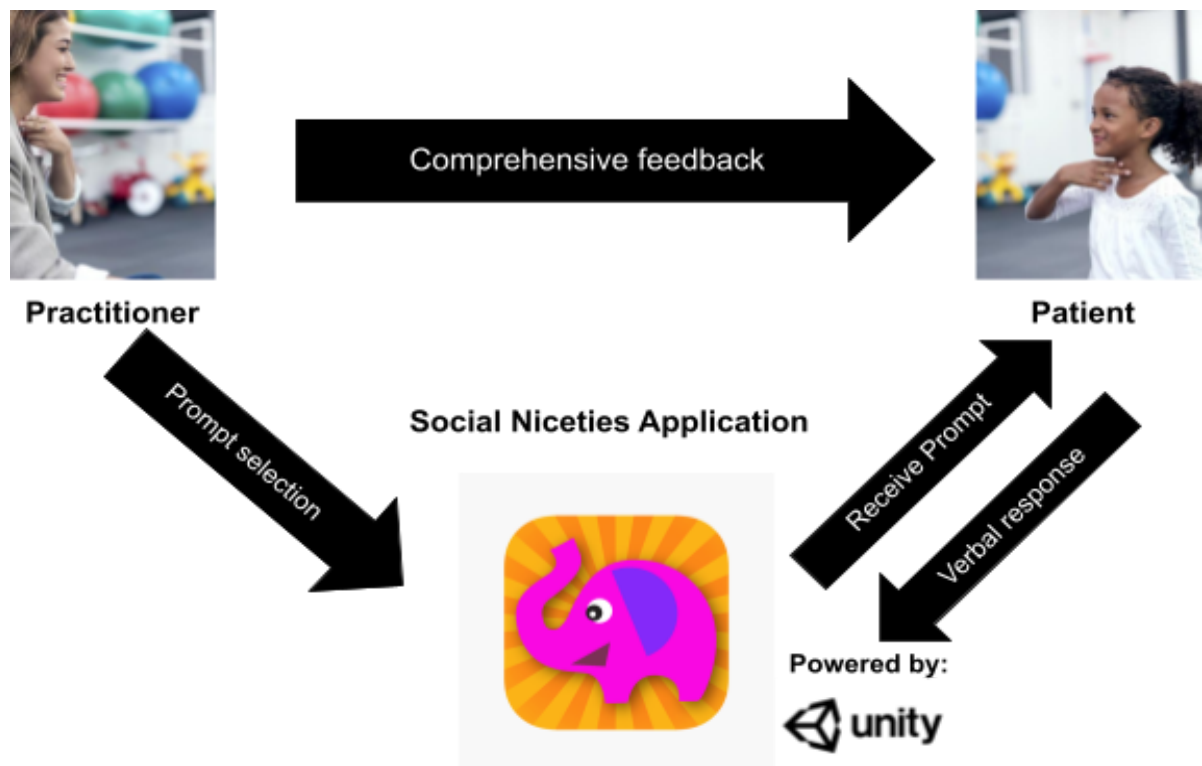 Comprehensive feedback
Practitioner
Patient
Prompt selection
Social Niceties Application
Receive Prompt
Verbal response
Powered by:
unity